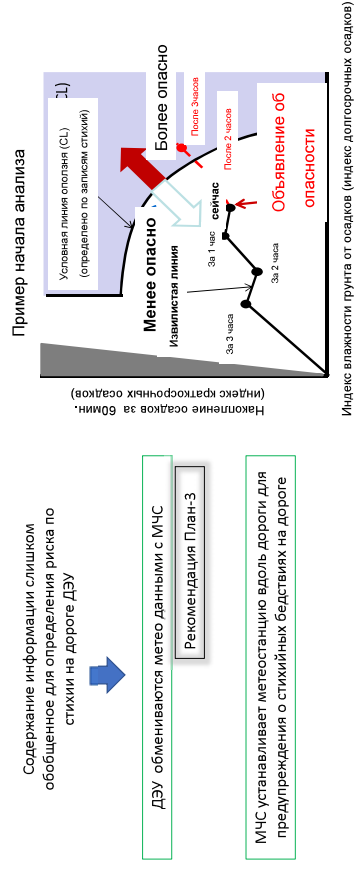 Содержание информации слишком
обобщенное для определения риска по
стихии на дороге ДЭУ
ДЭУ обмениваются метео данными с МЧС
Рекомендация План-3
МЧС устанавливает метеостанцию вдоль дороги для
предупреждения о стихийных бедствиях на дороге
Пример начала анализа
Накопление осадков за 60мин.
(индекс краткосрочных осадков)
Условная линия оползня (CL)
(определено по записям стихий)
CL)
Более опасно
Менее опасно
Извилистая линия
После 3часов
После 2 часов
сейчас
За 1 час
За 2 часа
За 3 часа
Объявление об
опасности
Индекс влажности грунта от осадков (индекс долгосрочных осадков)